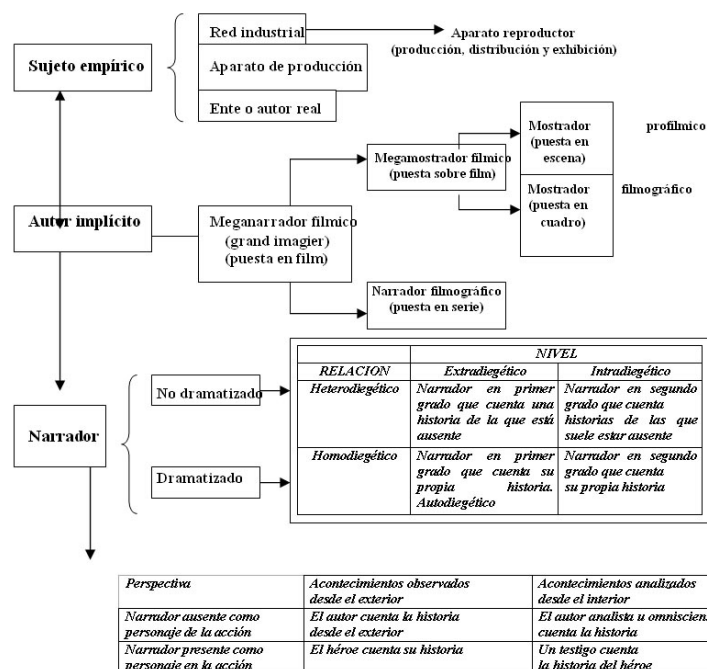 Red industrial
Aparato reproductor
(producción, distribución y exhibición)
Sujeto empírico
Aparato de producción
Ente o autor real
Mostrador
(puesta en
escena)
profílmico
Megamostrador fílmico
(puesta sobre film)
Mostrador
(puesta en
cuadro)
filmográfico
Autor implícito
Meganarrador fílmico
(grand imagier)
(puesta en film)
Narrador filmográfico
(puesta en serie)
NIVEL
RELACION
Extradiegético
Intradiegético
No dramatizado
Heterodiegético
Narrador en primer
grado que cuenta una
historia de la que está
ausente
Narrador en segundo
grado que cuenta
historias de las que
suele estar ausente
Narrador
Dramatizado
Homodiegético
Narrador en primer
grado que cuenta su
propia historia.
Autodiegético
Narrador en segundo
grado que cuenta
su propia historia
Perspectiva
Acontecimientos observados
desde el exterior
Acontecimientos analizados
desde el interior
Narrador ausente como
personaje de la acción
El autor cuenta la historia
desde el exterior
El autor analista u omniscien
cuenta la historia
Narrador presente como
personaje en la acción
El héroe cuenta su historia
Un testigo cuenta
la historia del héroe